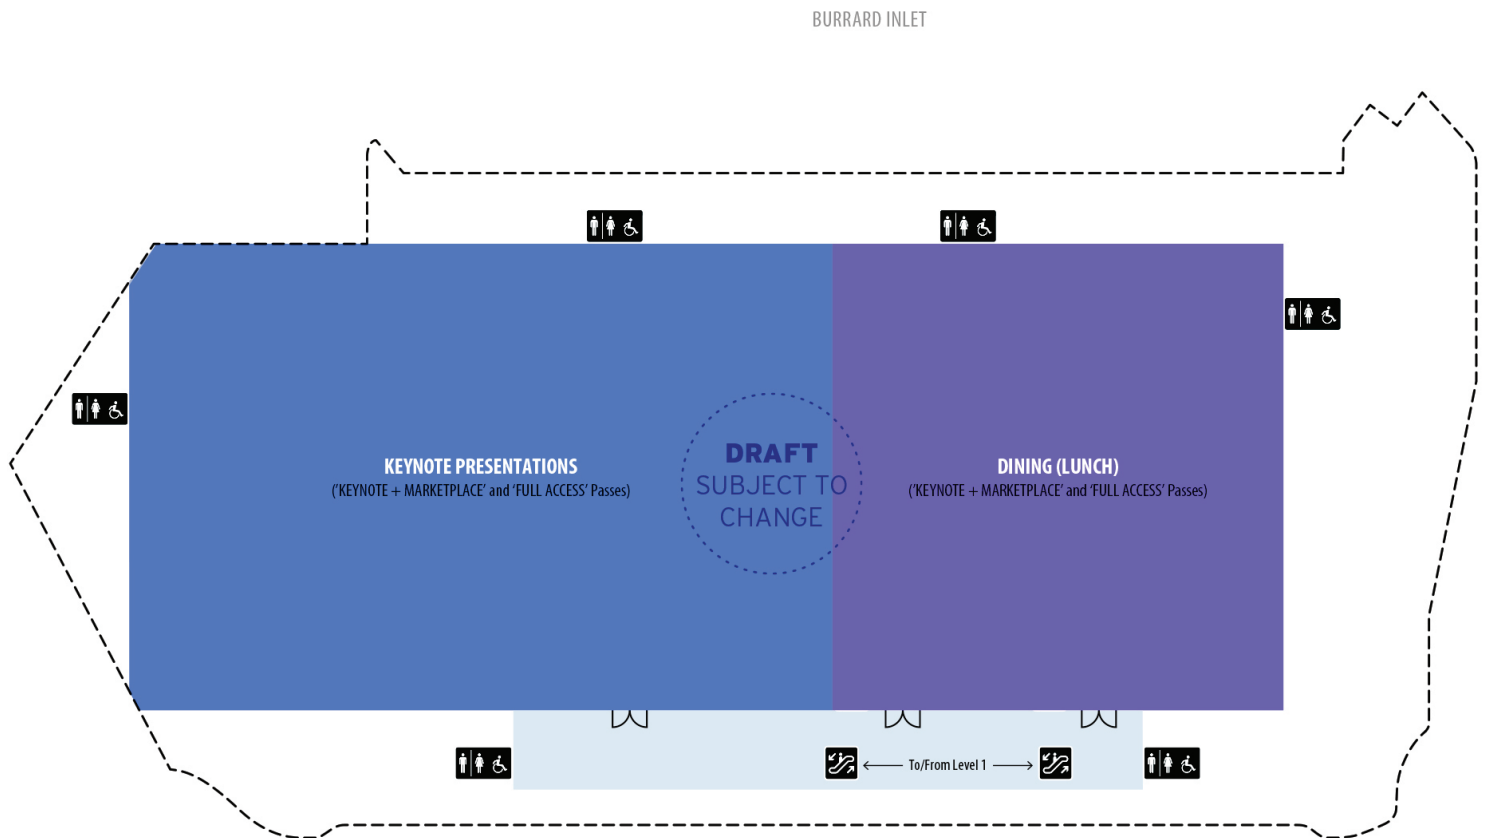 BURRARD INLET
KEYNOTE PRESENTATIONS
('KEYNOTE + MARKETPLACE' and 'FULL ACCESS' Passes)
DRAFT
SUBJECT TO
CHANGE
DINING (LUNCH)
('KEYNOTE + MARKETPLACE' and 'FULL ACCESS' Passes)
To/From Level 1